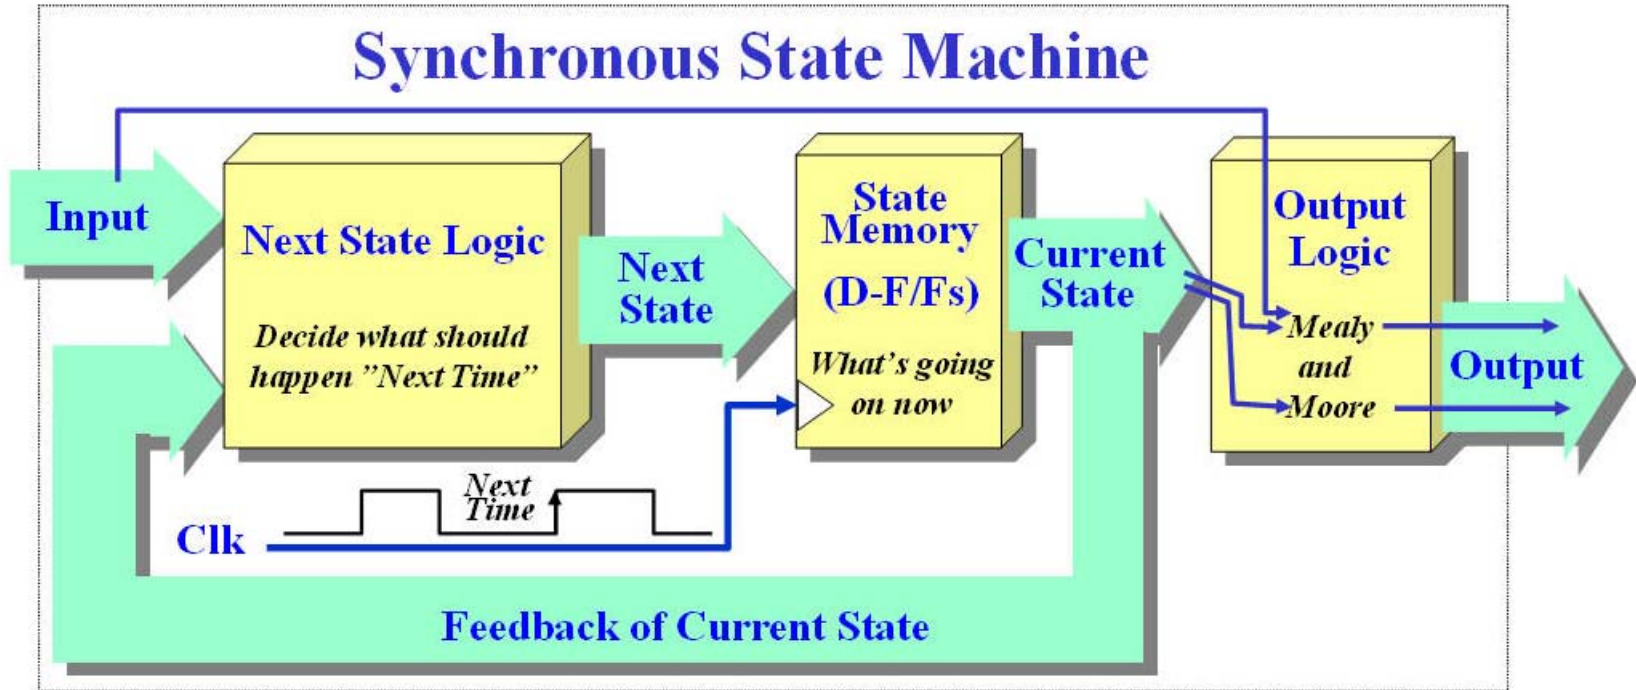 Synchronous State Machine
Input
Next State Logic
Decide what should
happen ”Next Time”
Next
State
State
Memory
(D-F/Fs)
What's going
on now
Current
State
Output
Logic
Mealy
and
Moore
Output
Next
Time
Clk
Feedback of Current State